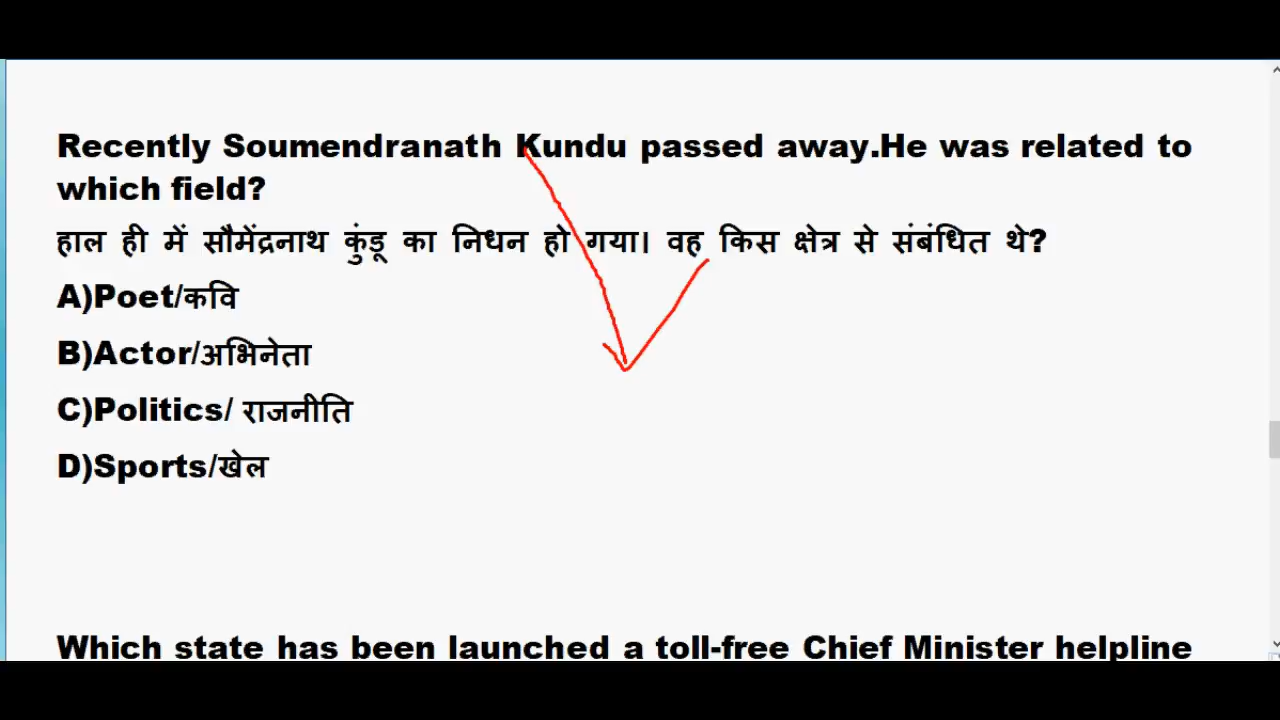 Recently Soumendranath Kundu passed away.He was related to
which field?
हाल ही में सौमेंद्रनाथ कुंडू का निधन हो गया। वह किस क्षेत्र से संबंधित थे?
A)Poet/कवि
B)Actor/अभिनेता
C)Politics/ राजनीति
D)Sports/खेल
Which state has been launched a toll-free Chief Minister helpline